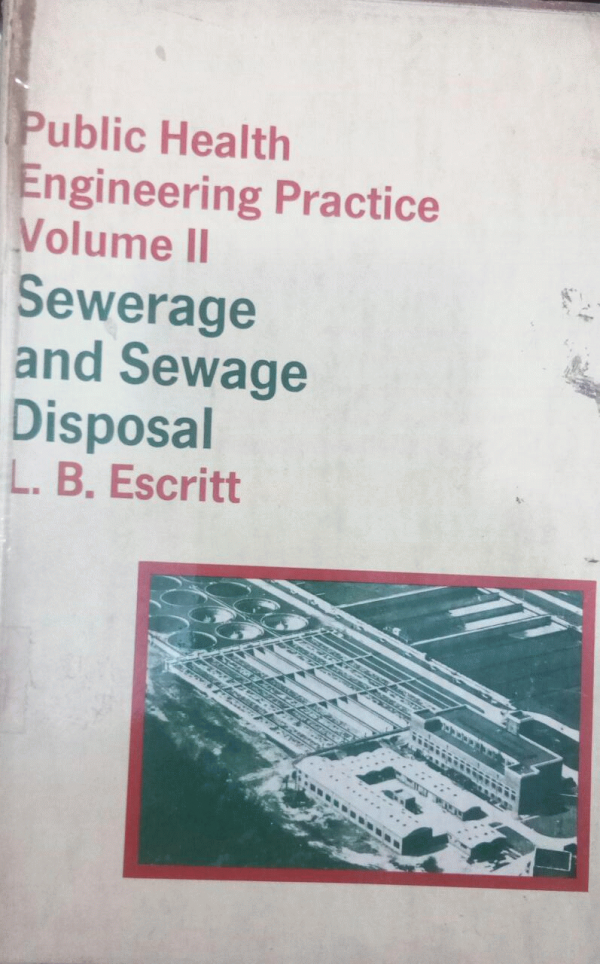 Public Health
Engineering Practice
Volume II
Sewerage
and Sewage
Disposal
L. B. Escritt